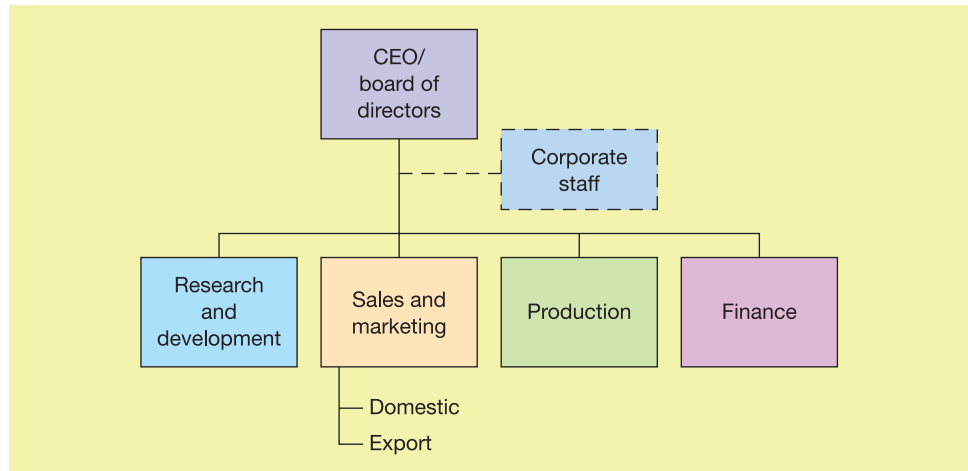 CEO/
board of
directors
Corporate
staff
Research
and
development
Sales and
marketing
Production
Finance
Domestic
Export